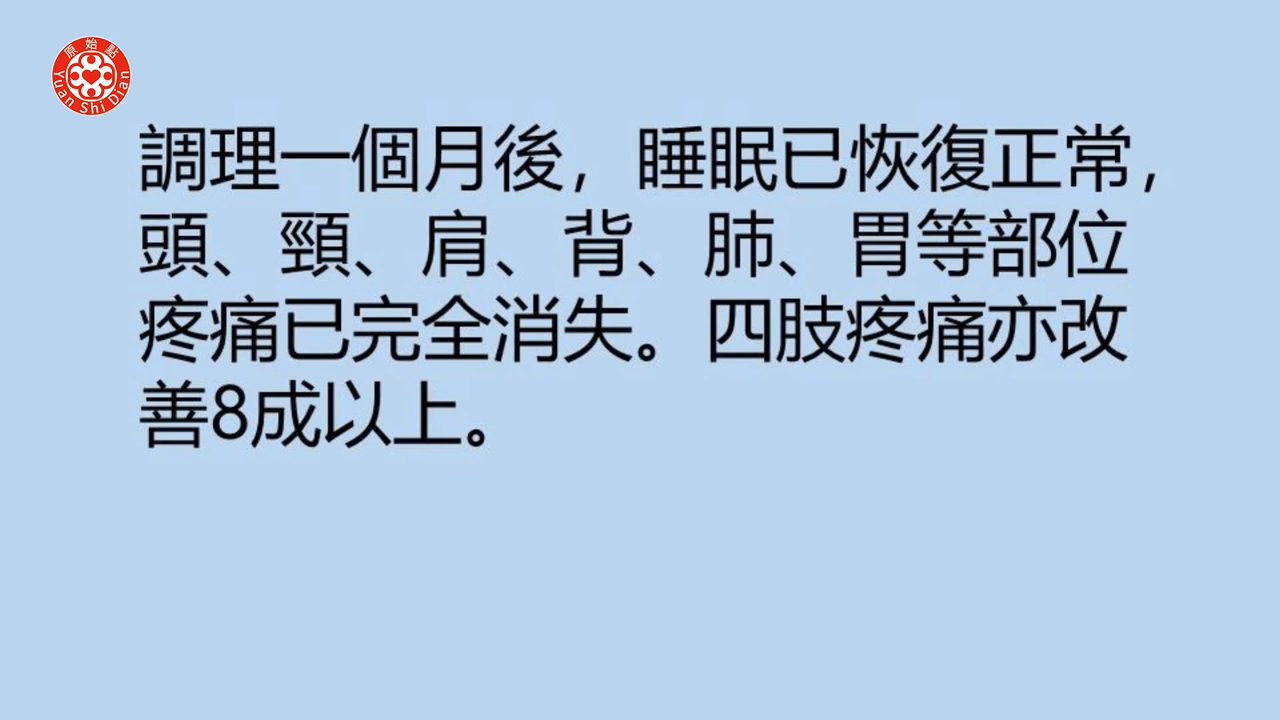 原始點
Yuan Shi Dian
調理一個月後，睡眠已恢復正常，
頭、頸、肩、背、肺、胃等部位
疼痛已完全消失。四肢疼痛亦改
善8成以上。